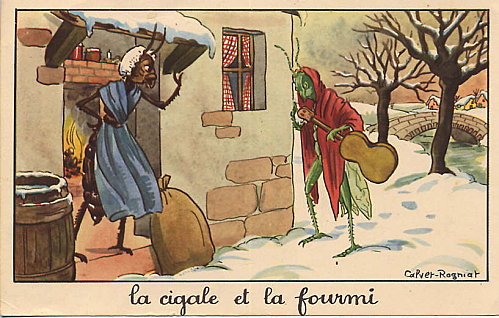 Calvet-Rogniat
la cigale et la fourmi